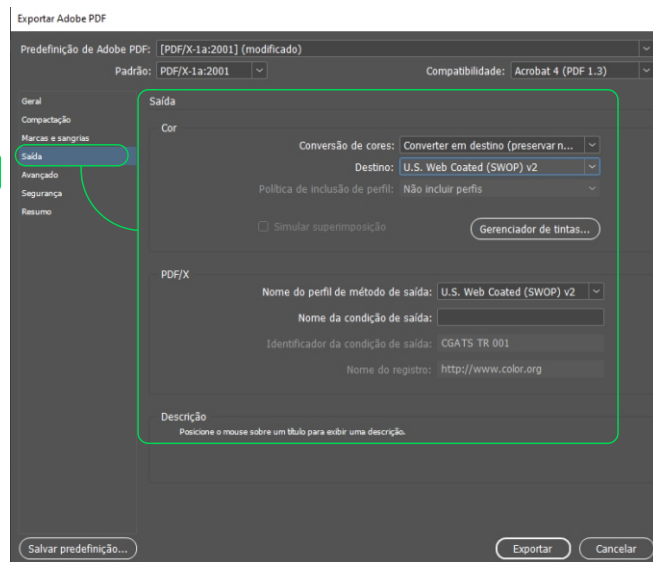 Exportar Adobe PDF
Predefinição de Adobe PDF: [PDF/X-1a:2001] (modificado)
Padrão: PDF/X-1a:2001 Compatibilidade: Acrobat 4 (PDF 1.3)
Geral
Compactação
Marcas e sangrias
Saída
Avançado
Segurança
Resumo
Saída
Cor
Conversão de cores: Converter em destino (preservar n...
Destino: U.S. Web Coated (SWOP) v2
Política de inclusão de perfil: Não incluir perfis
Simular superimposição Gerenciador de tintas...
PDF/X
Nome do perfil de método de saída: U.S. Web Coated (SWOP) v2
Nome da condição de saída:
Identificador da condição de saída: CGATS TR 001
Nome do registro: http://www.color.org
Descrição
Posicione o mouse sobre um título para exibir uma descrição.
Salvar predefinição... Exportar Cancelar